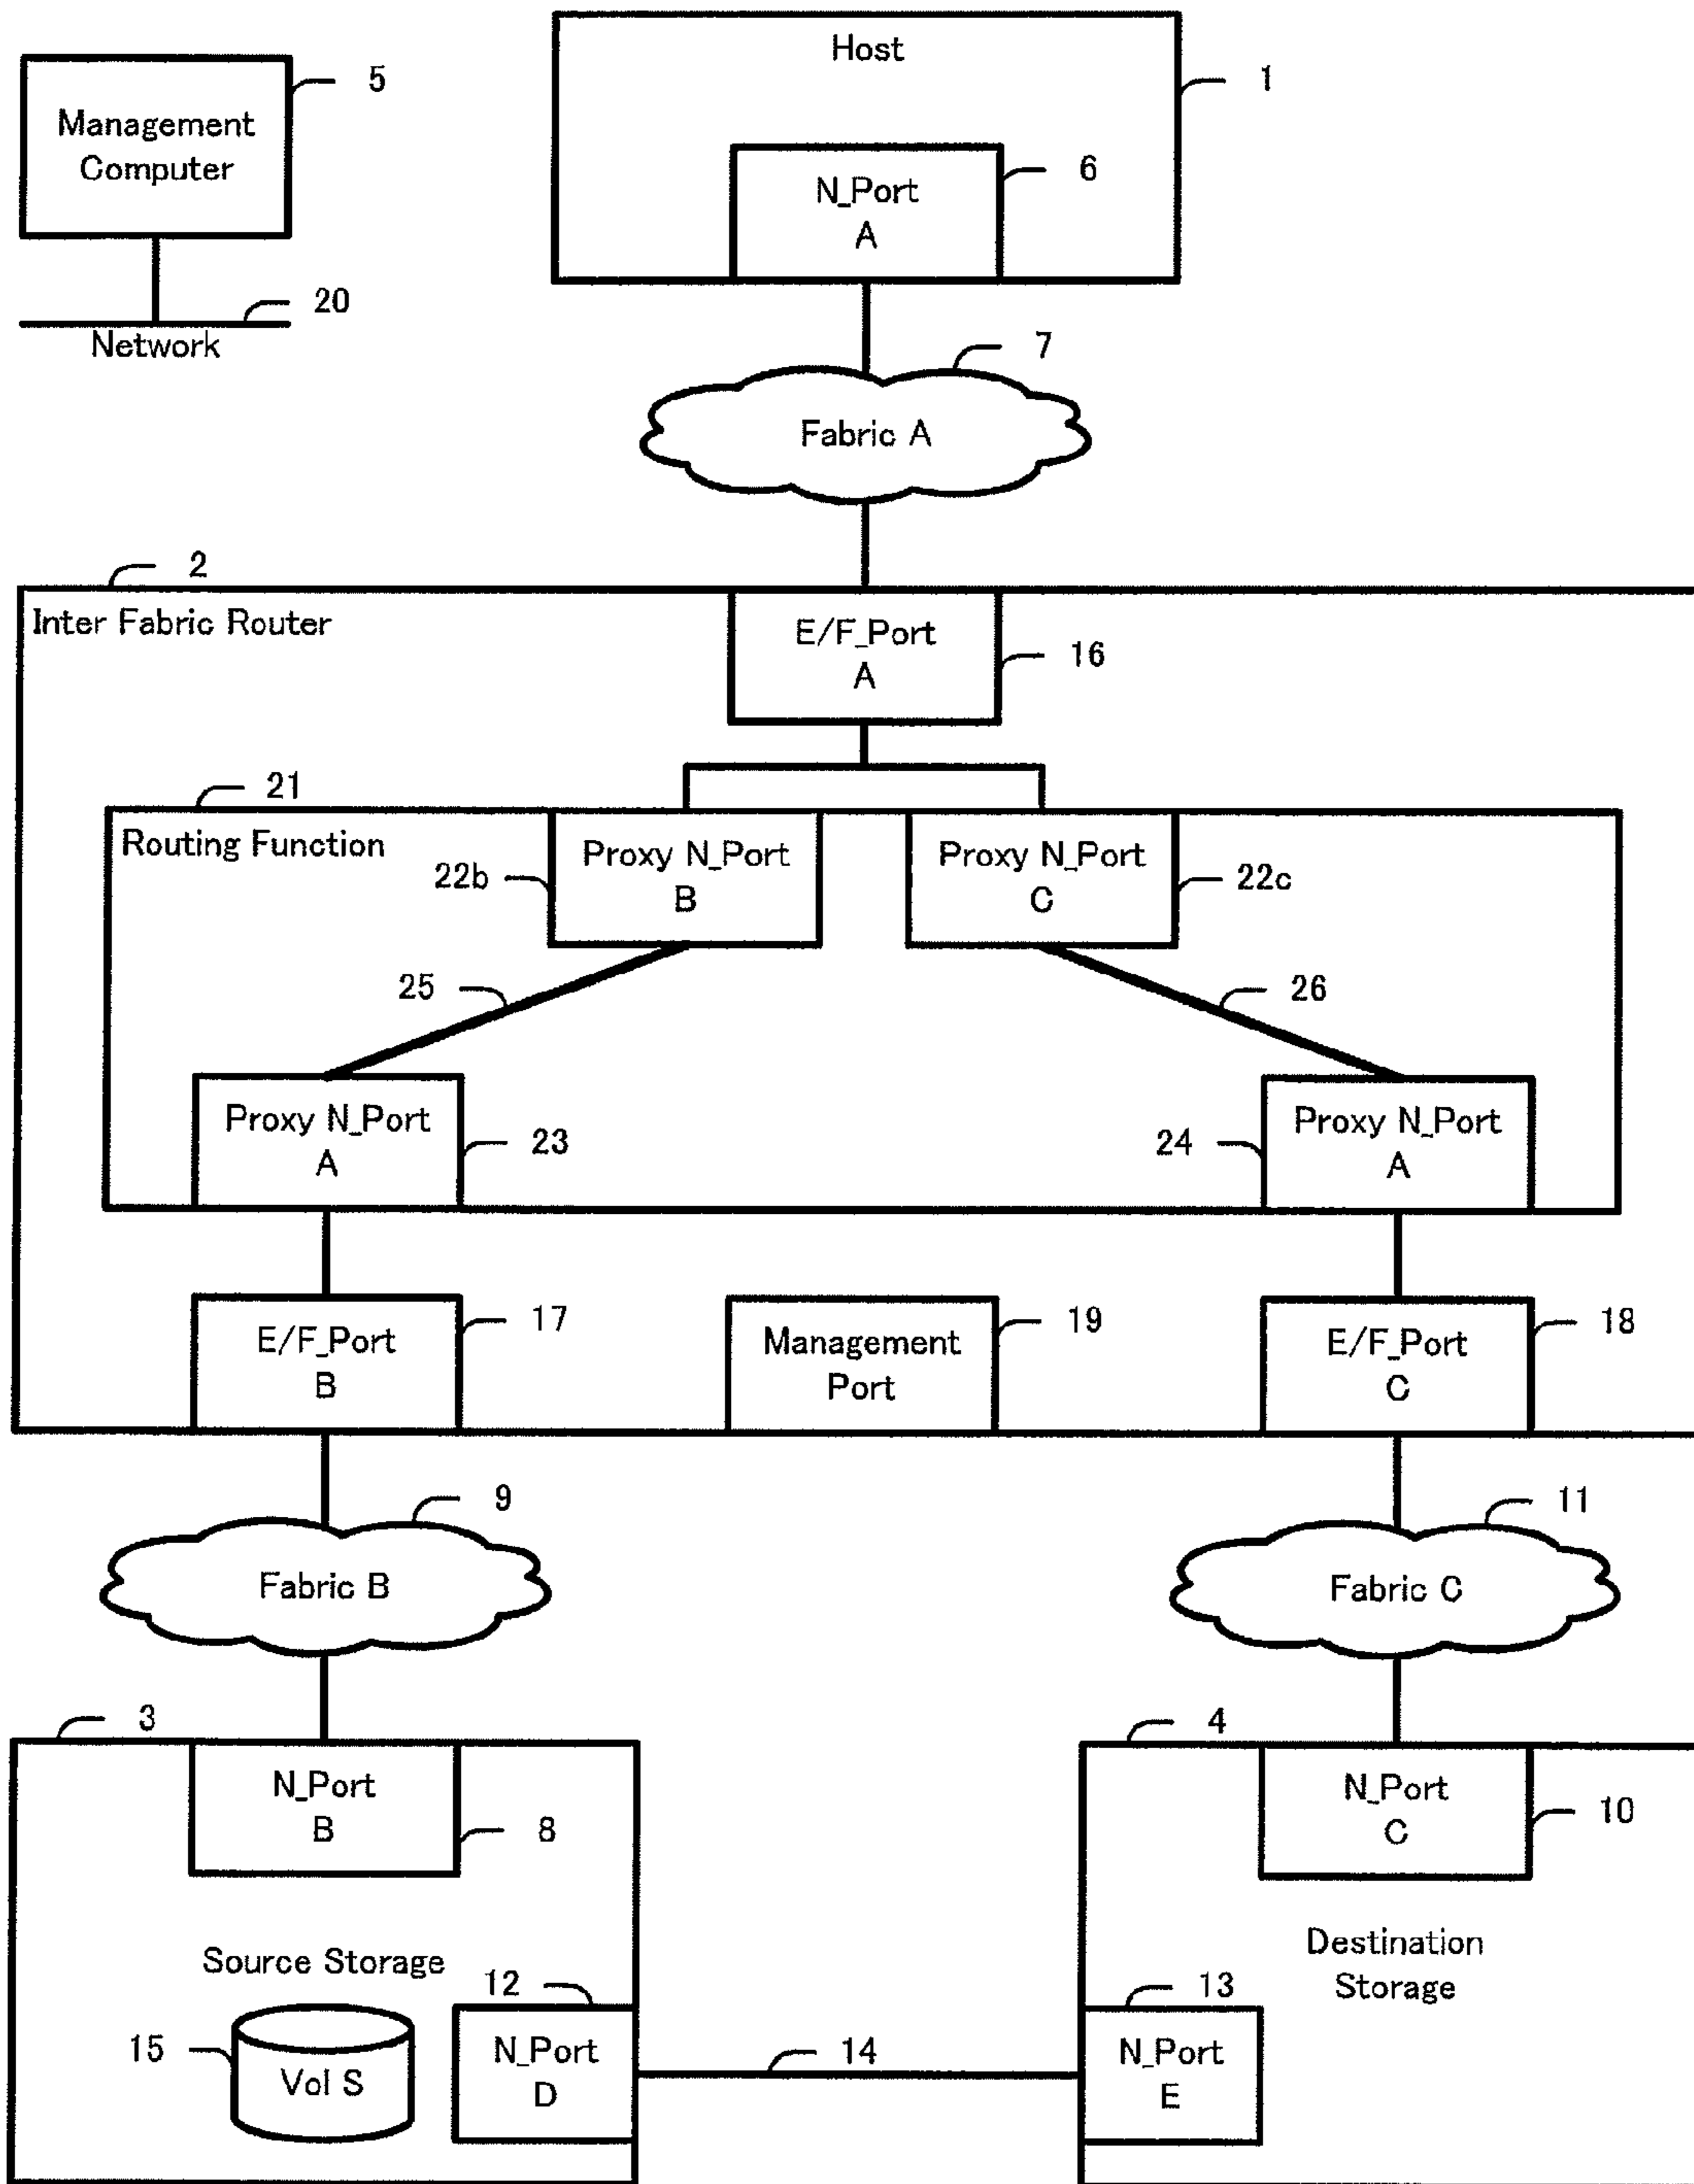 Host
1
5
Management
Computer
6
N_Port
A
20
Network
7
Fabric A
2
Inter Fabric Router
E/F_Port
A
16
21
Routing Function
Proxy N_Port
B
22b
Proxy N_Port
C
22c
25
26
Proxy N_Port
A
23
24
Proxy N_Port
A
E/F_Port
B
17
Management
Port
19
E/F_Port
C
18
9
Fabric B
11
Fabric C
3
N_Port
B
8
4
N_Port
C
10
Source Storage
Destination
Storage
15
Vol S
12
N_Port
D
14
13
N_Port
E